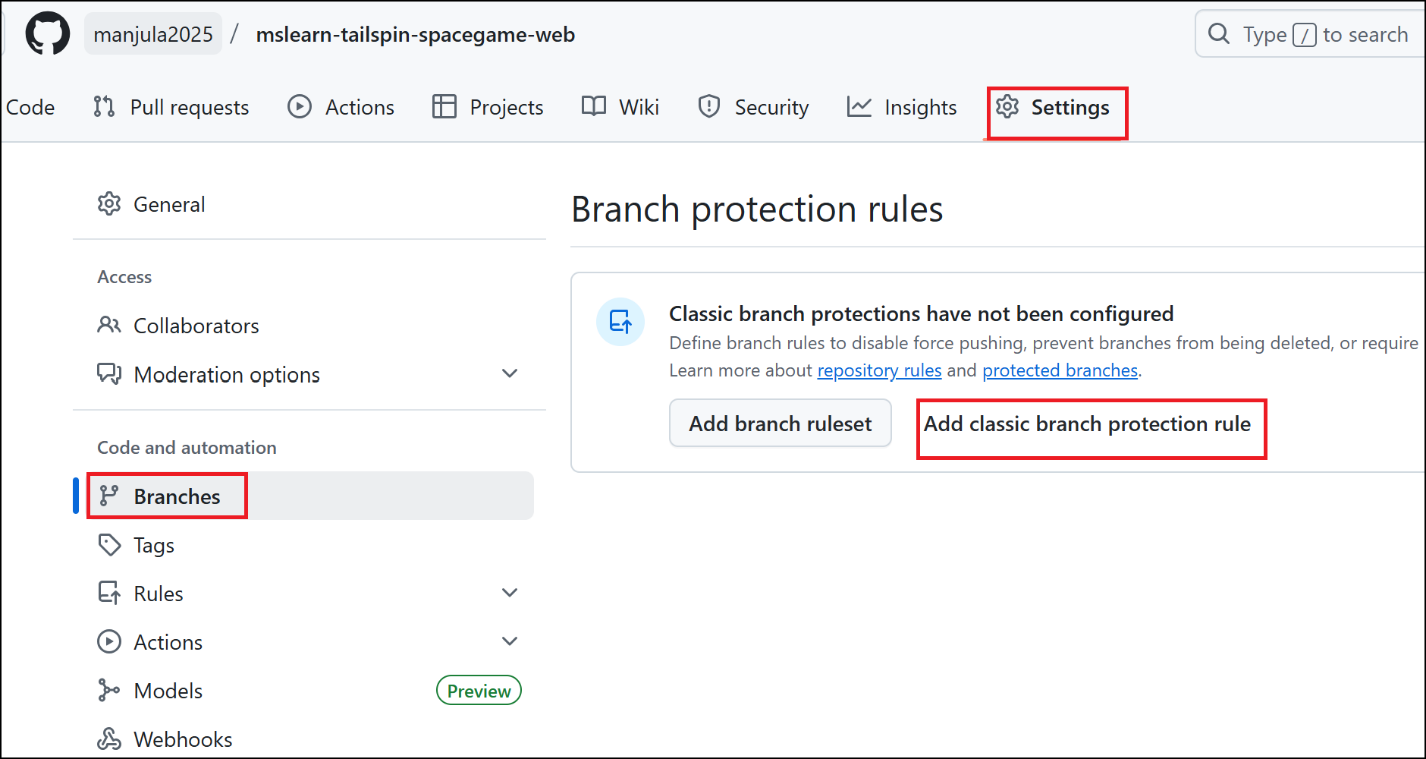 manjula2025 / mslearn-tailspin-spacegame-web
Type / to search
Code Pull requests Actions Projects Wiki Security Insights Settings
General
Access
Collaborators
Moderation options
Code and automation
Branches
Tags
Rules
Actions
Models Preview
Webhooks
Branch protection rules
Classic branch protections have not been configured
Define branch rules to disable force pushing, prevent branches from being deleted, or require
Learn more about repository rules and protected branches.
Add branch ruleset Add classic branch protection rule